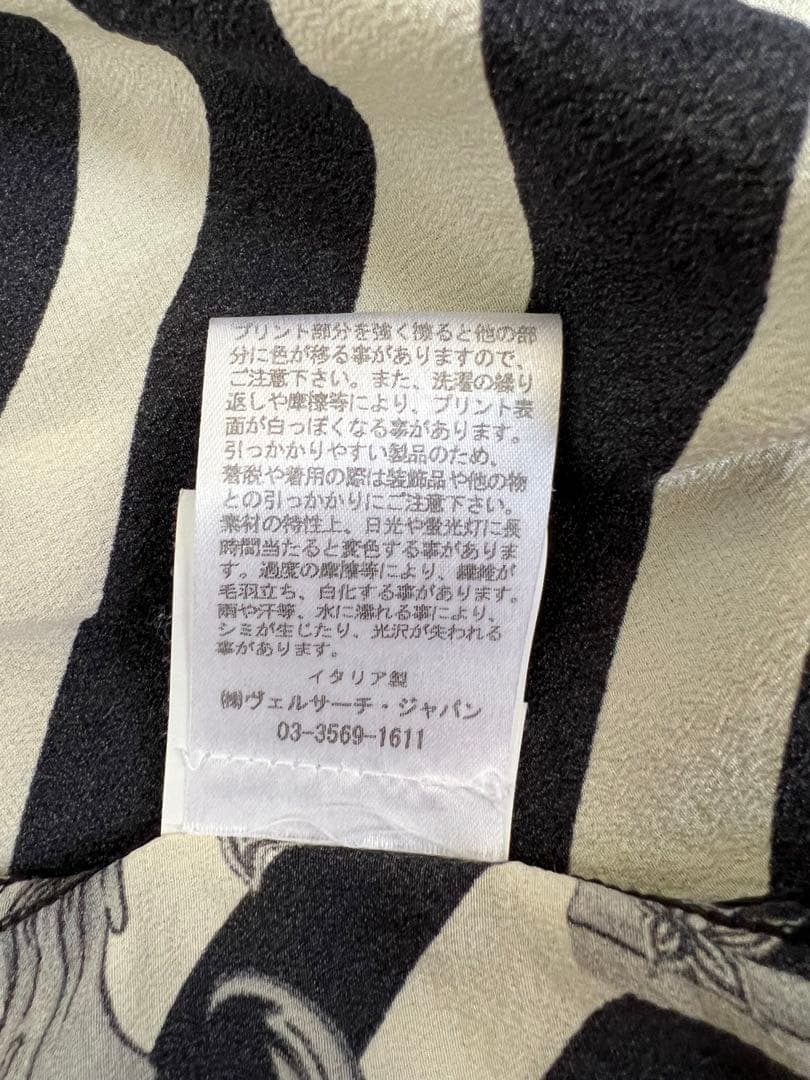 プリント部分を強く擦ると他の部
分に色が移る事がありますので、
ご注意下さい。また、洗濯の繰り
返しや摩擦等により、プリント表
面が白っぽくなる事があります。
引っかかりやすい製品のため、
着脱や着用の際は装飾品や他の物
との引っかかりにご注意下さい。
素材の特性上、日光や蛍光灯に長
時間当たると変色する事がありま
す。過度の摩擦等により、繊維が
毛羽立ち、白化する事があります。
雨や汗等、水に濡れる事により、
シミが生じたり、光沢が失われる
事があります。
イタリア製
㈱ヴェルサーチ・ジャパン
03-3569-1611